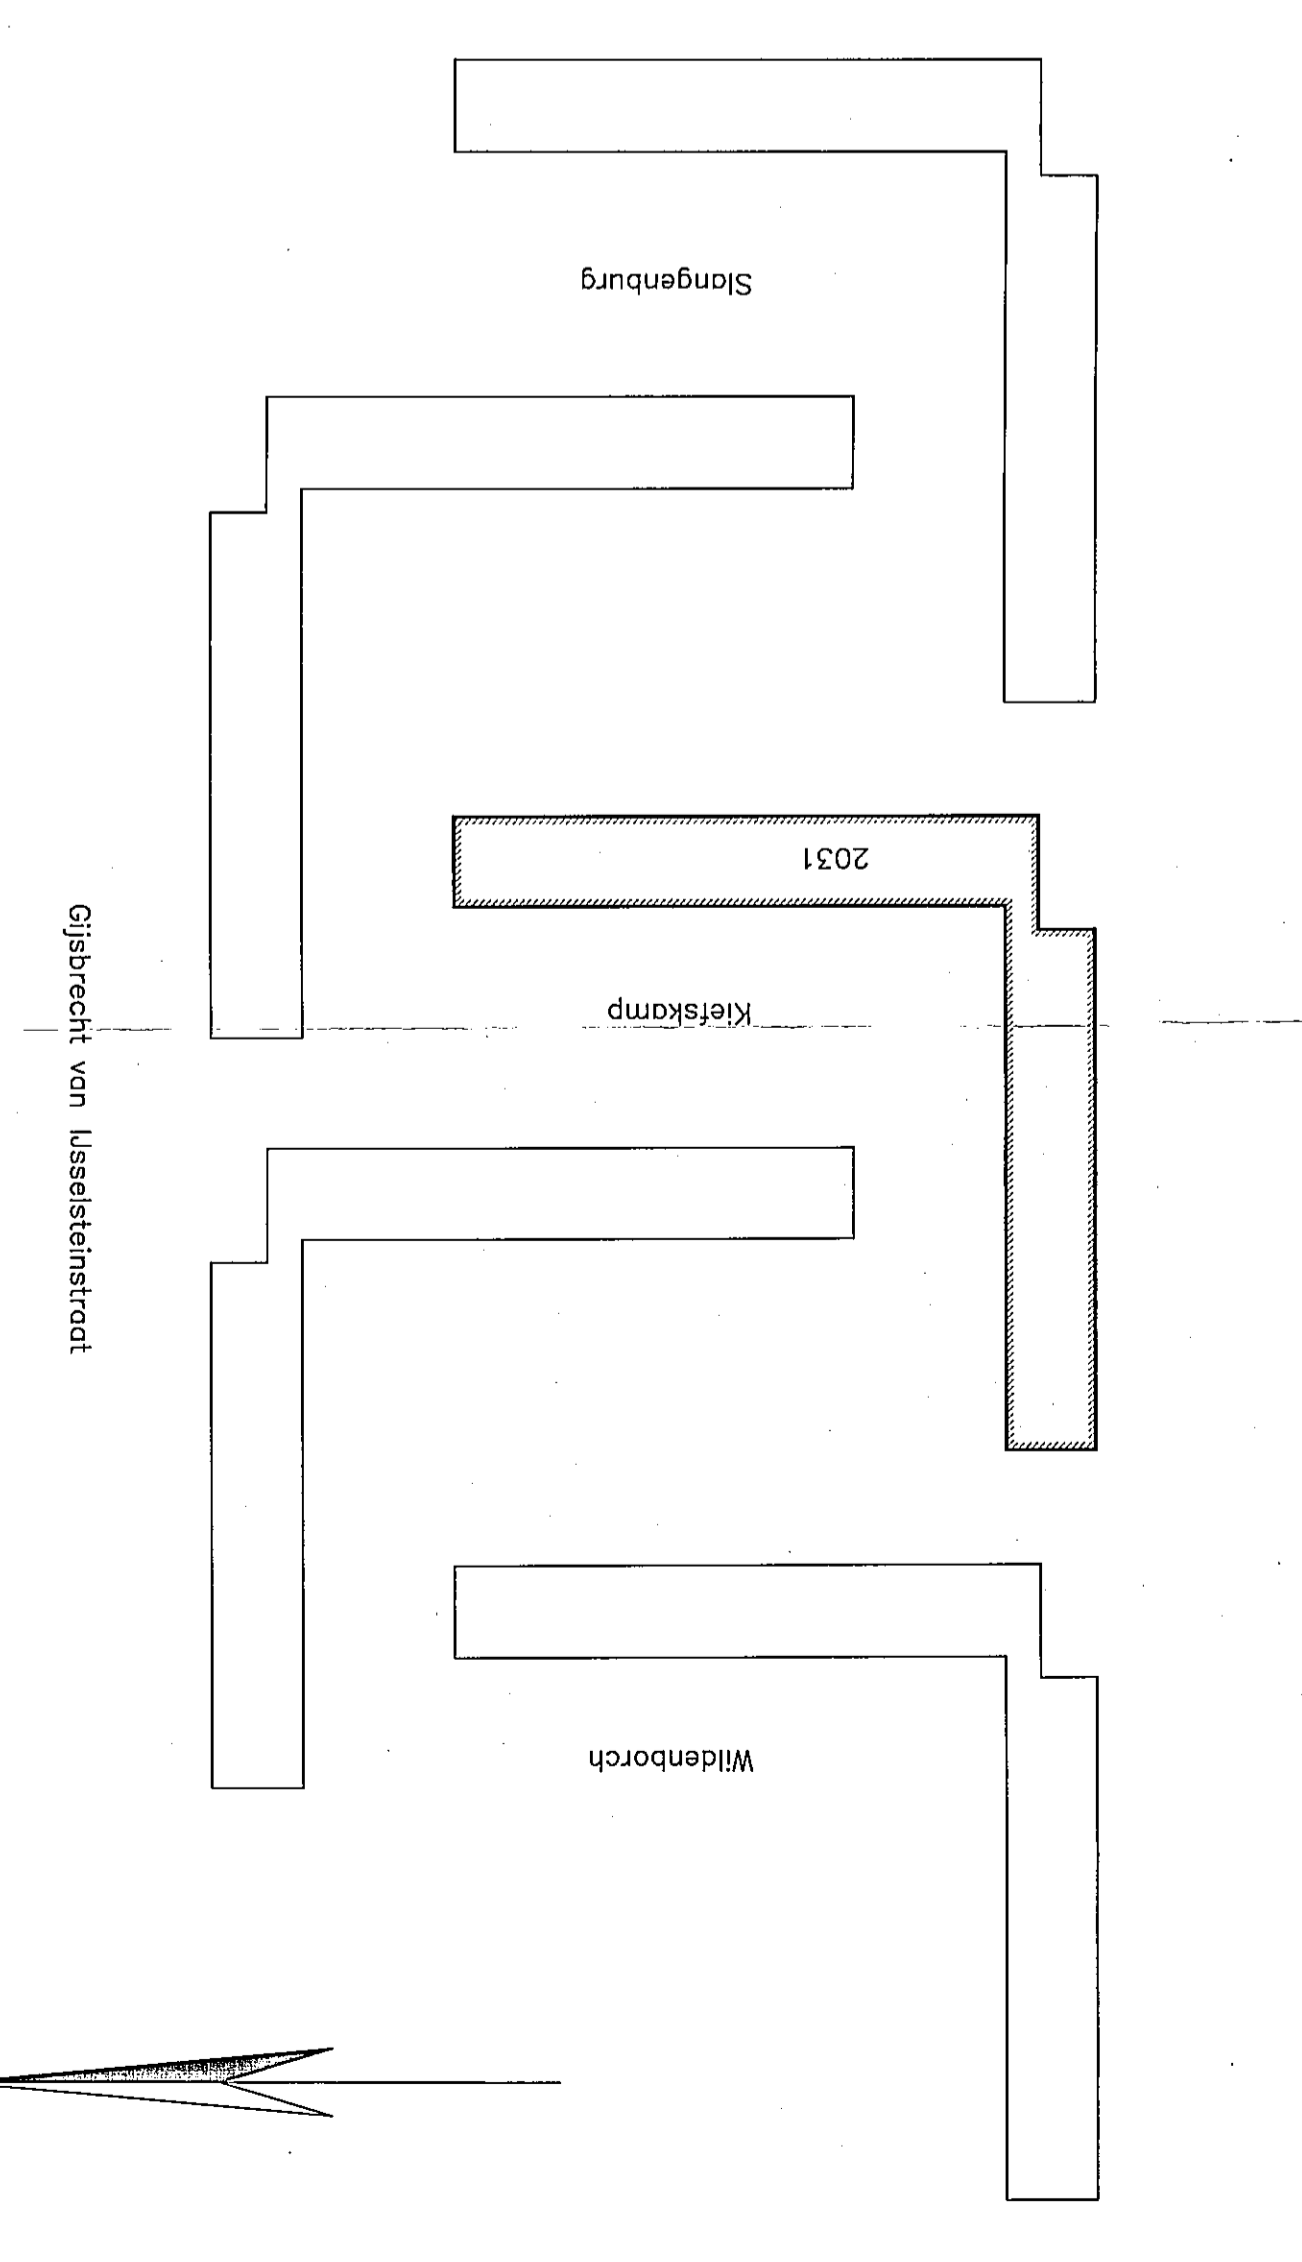 Slangenburg
2031
Kiefskamp
Gijsbrecht van IJsselsteinstraat
Wildenborch